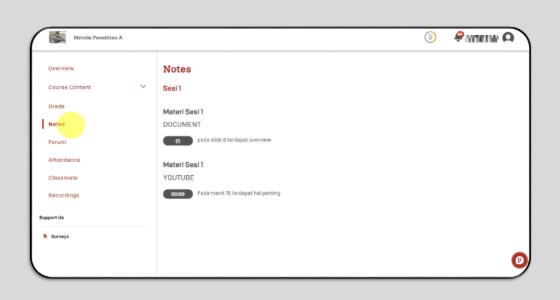 Metode Penelitian A
Overview
Course Content
Grade
Notes
Forum
Attendance
Classmate
Recordings
Support Us
Surveys
Notes
Sesi 1
Materi Sesi 1
DOCUMENT
pada slide 6 terdapat overview
Materi Sesi 1
YOUTUBE
00:00 Pada menit 15 terdapat hal penting